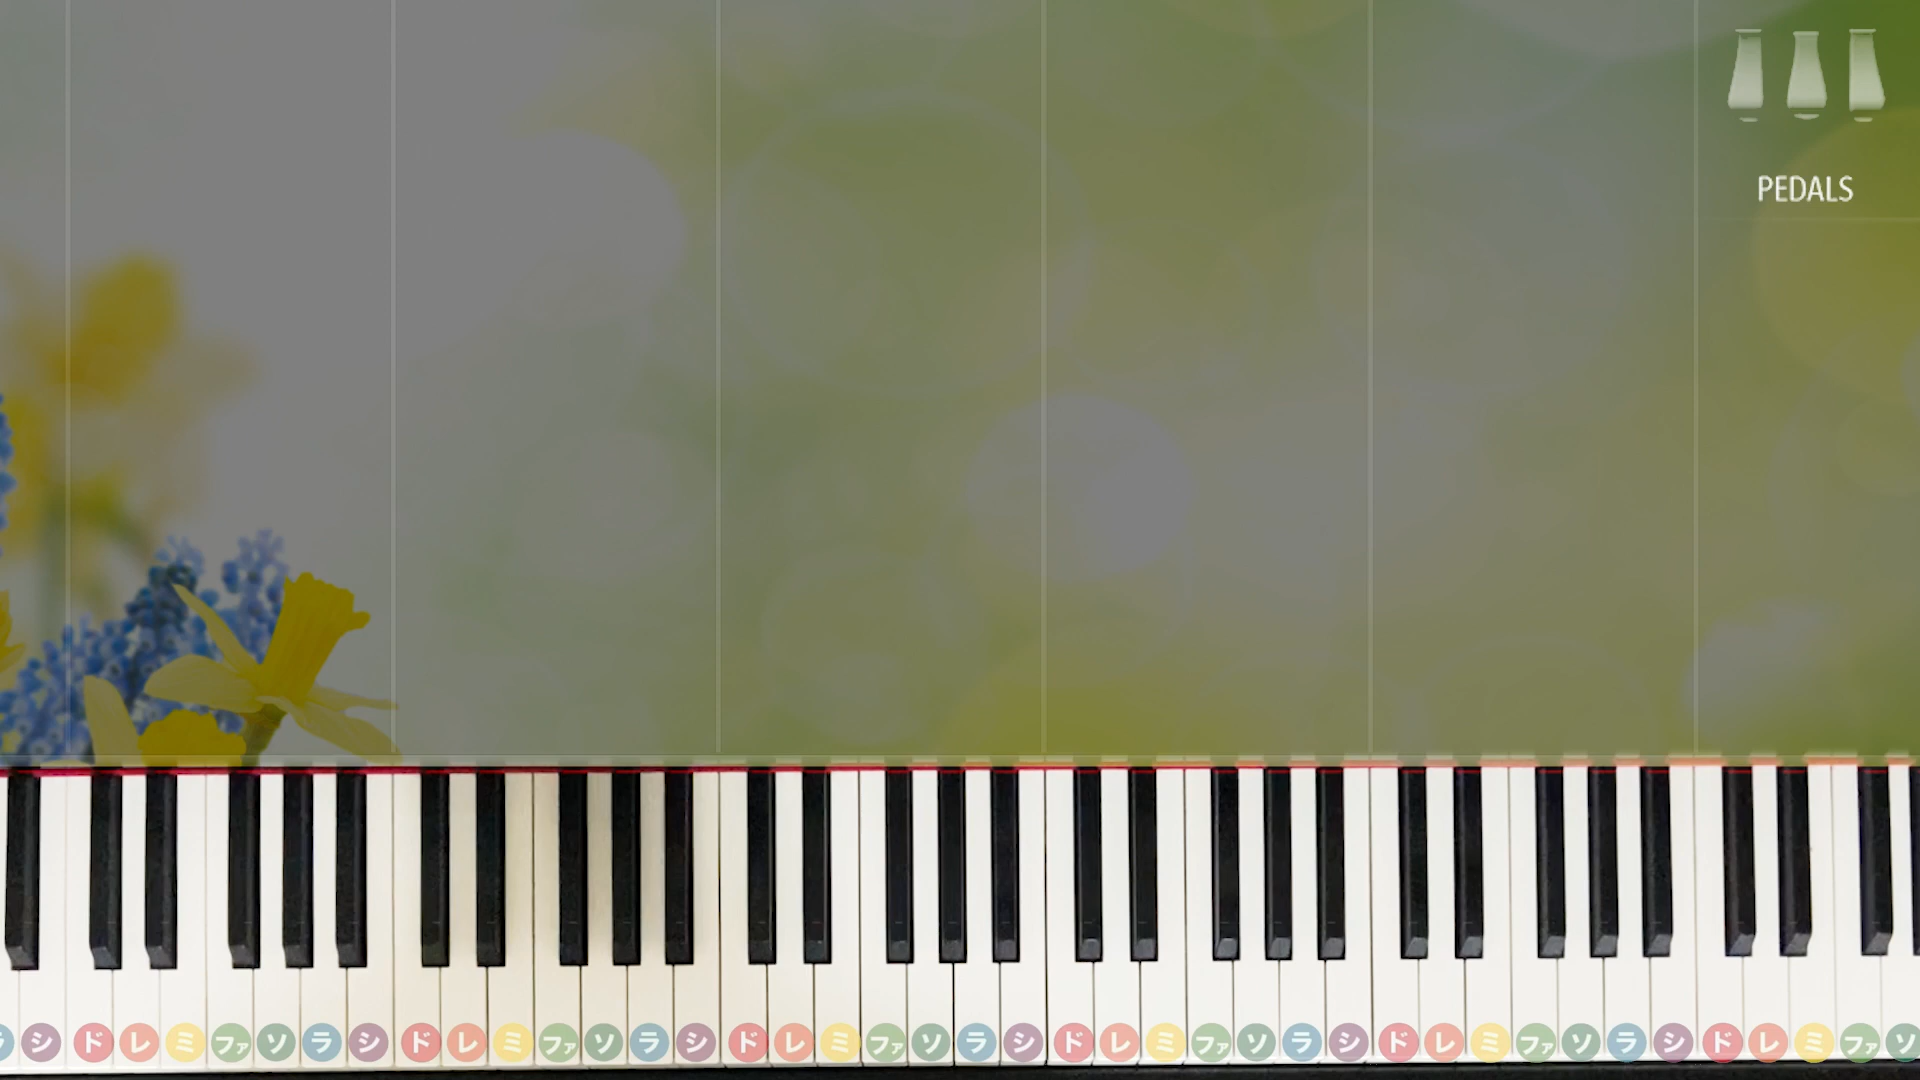 PEDALS
シ ド レ ミ ファ ソ ラ シ ド レ ミ ファ ソ ラ シ ド レ ミ ファ ソ ラ シ ド レ ミ ファ ソ ラ シ ド レ ミ ファ ソ ラ シ ド レ ミ ファ ソ